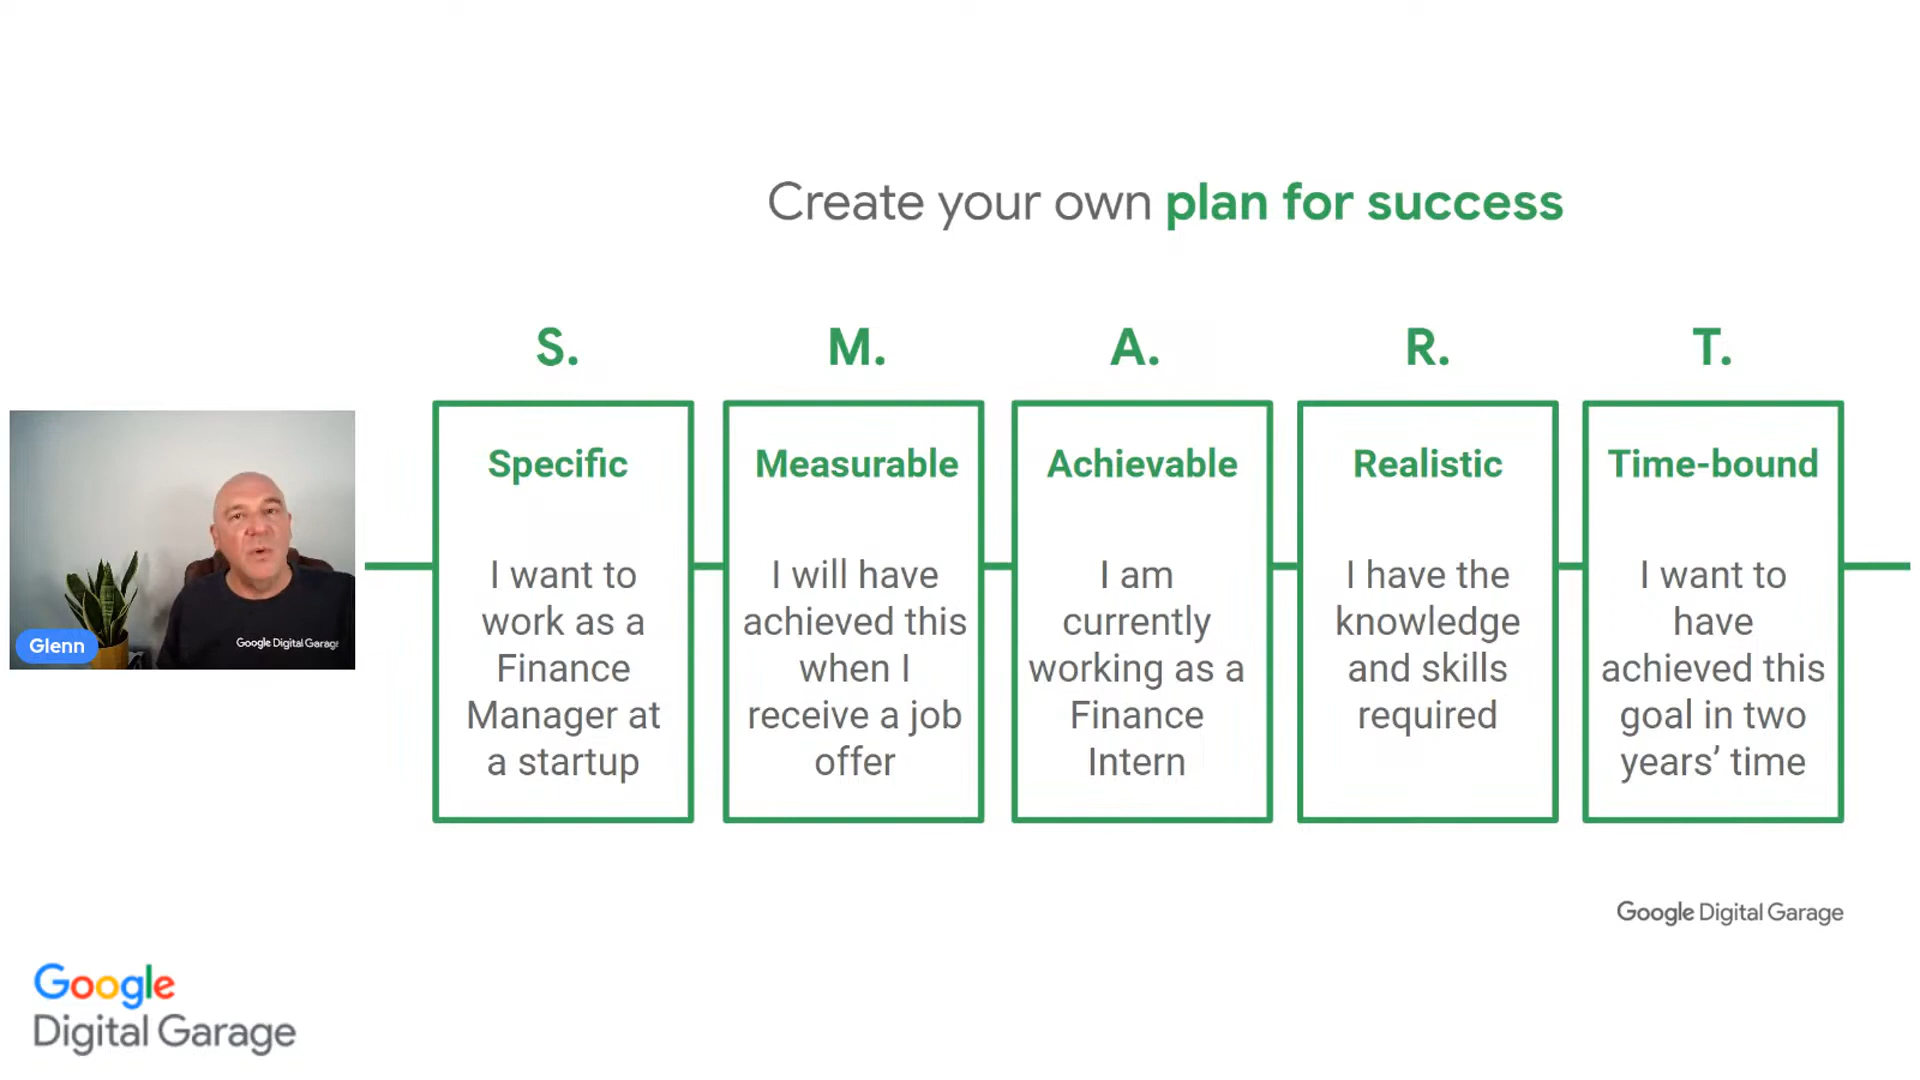 Create your own plan for success
S.
M.
A.
R.
T.
Specific
I want to
work as a
Finance
Manager at
a startup
Measurable
I will have
achieved this
when I
receive a job
offer
Achievable
I am
currently
working as a
Finance
Intern
Realistic
I have the
knowledge
and skills
required
Time-bound
I want to
have
achieved this
goal in two
years’ time
Glenn
Google Digital Garage
Google Digital Garage
Google
Digital Garage